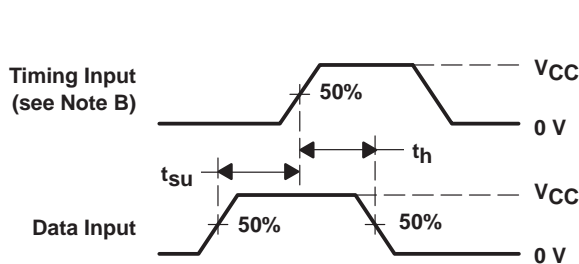 Timing Input
(see Note B)
50%
VCC
0 V
th
tsu
Data Input
50%
50%
VCC
0 V